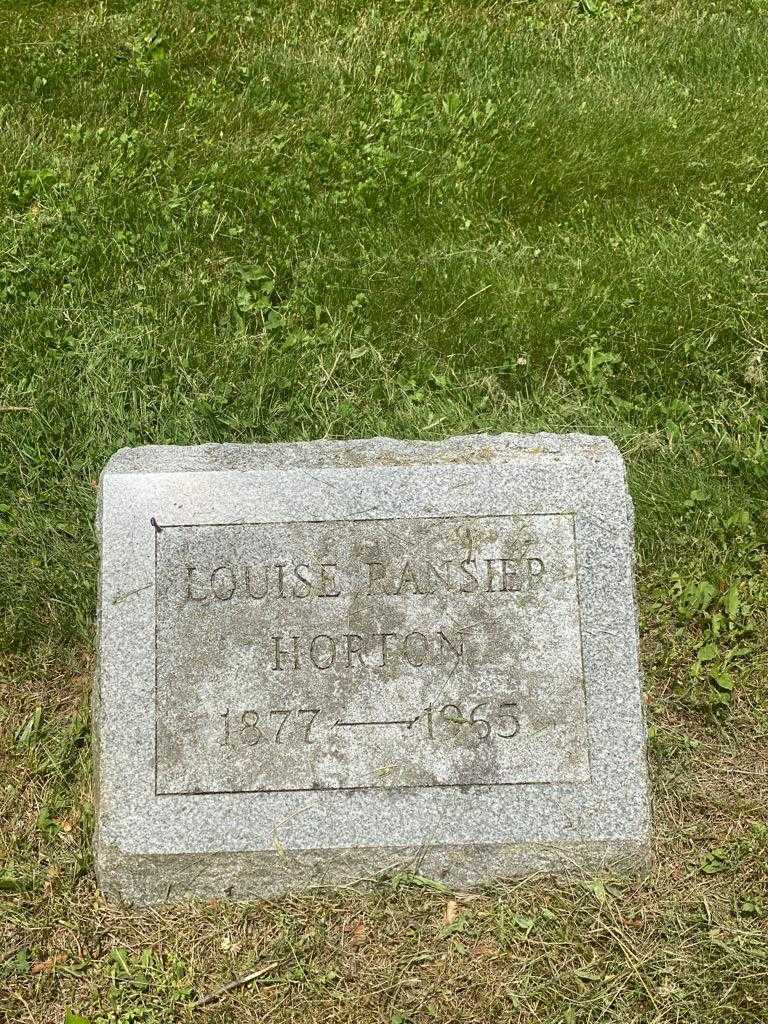 LOUISE RANSIER
HORTON
1877 — 1965